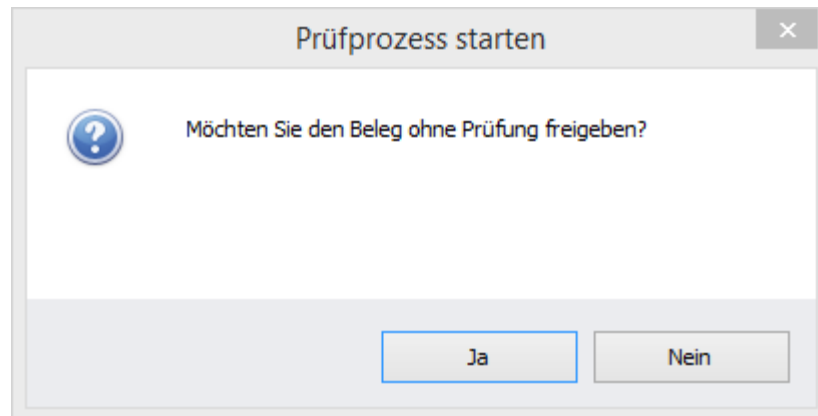 Prüfprozess starten
Möchten Sie den Beleg ohne Prüfung freigeben?
Ja
Nein